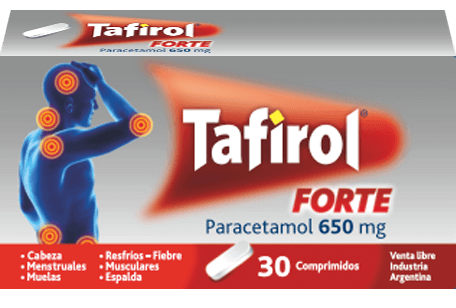 Tafirol
FORTE
Paracetamol 650 mg
Tafirol®
FORTE
Paracetamol 650 mg
• Cabeza
• Menstruales
• Muelas
• Resfríos – Fiebre
• Musculares
• Espalda
30 Comprimidos
Venta libre
Industria
Argentina